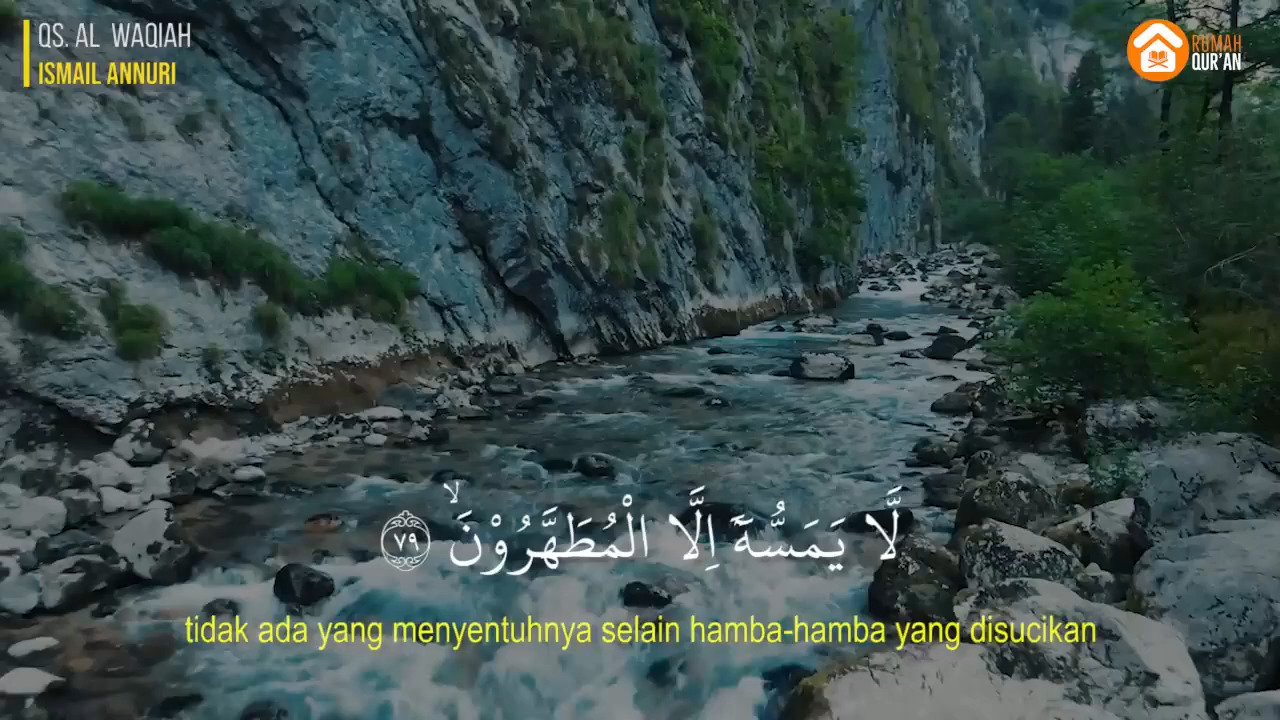 QS. AL WAQIAH
ISMAIL ANNURI
RUMAH
QUR'AN
لَّا يَمَسُّهٗٓ اِلَّا الْمُطَهَّرُوْنَۙ ٧٩
tidak ada yang menyentuhnya selain hamba-hamba yang disucikan